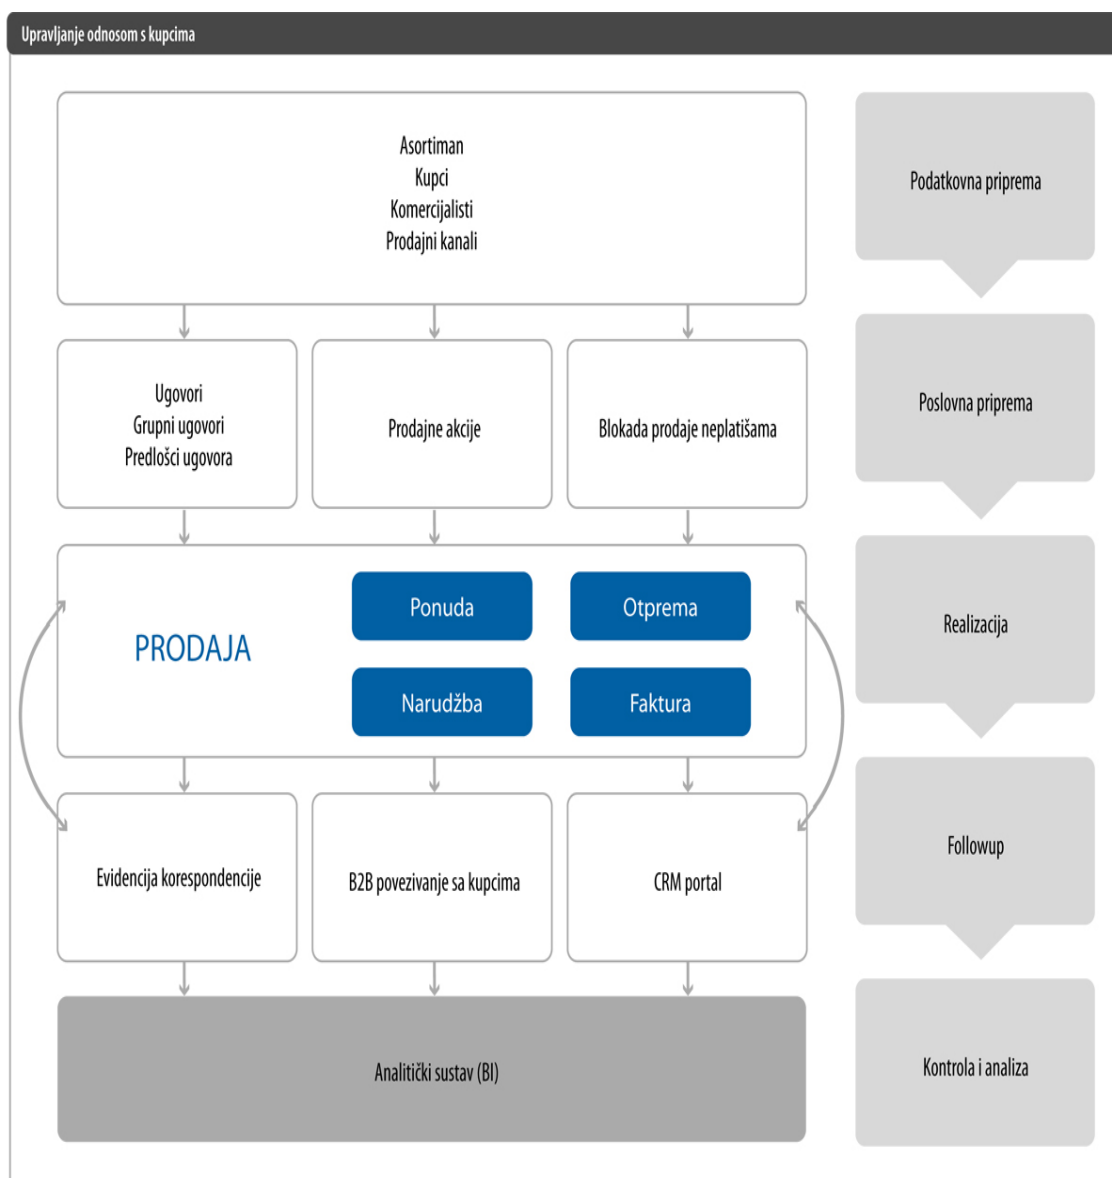 Upravljanje odnosom s kupcima
Asortiman
Kupci
Komercijalisti
Prodajni kanali
Podatkovna priprema
Ugovori
Grupni ugovori
Predlošci ugovora
Prodajne akcije
Blokada prodaje neplatišama
Poslovna priprema
PRODAJA
Ponuda
Otprema
Narudžba
Faktura
Realizacija
Evidencija korespondencije
B2B povezivanje sa kupcima
CRM portal
Followup
Analitički sustav (BI)
Kontrola i analiza